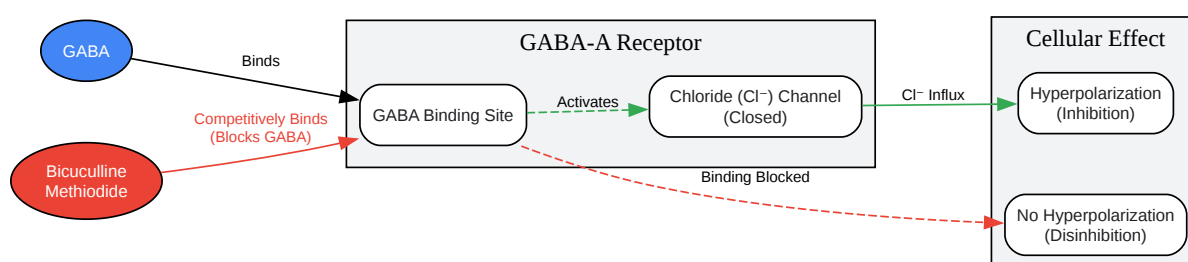 GABA
Binds
GABA-A Receptor
Cellular Effect
Competitively Binds
(Blocks GABA)
GABA Binding Site
Activates
Chloride (Cl⁻) Channel
(Closed)
Cl⁻ Influx
Hyperpolarization
(Inhibition)
Bicuculline
Methiodide
Binding Blocked
No Hyperpolarization
(Disinhibition)